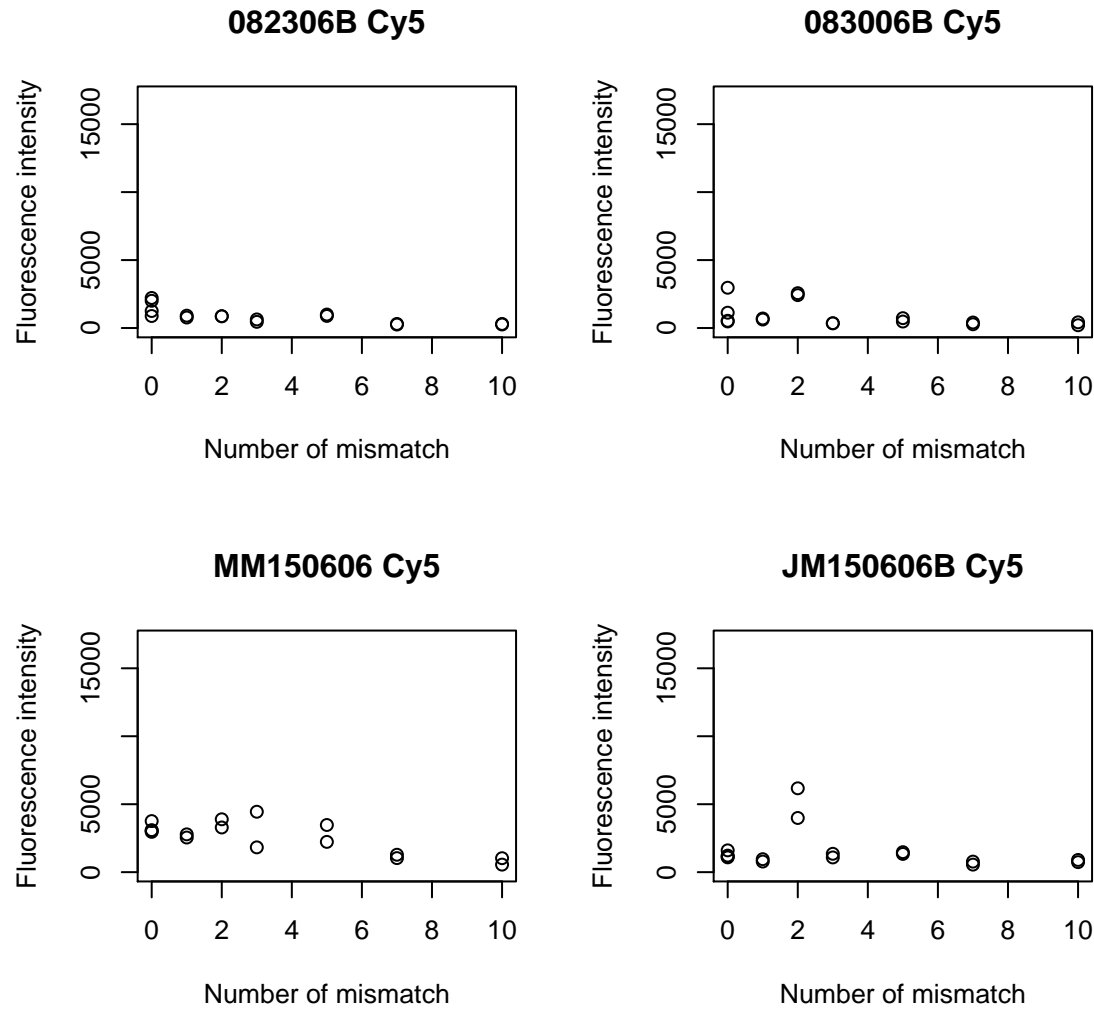 082306B Cy5
Fluorescence intensity
15000
5000
0
0 2 4 6 8 10
Number of mismatch
083006B Cy5
Fluorescence intensity
15000
5000
0
0 2 4 6 8 10
Number of mismatch
MM150606 Cy5
Fluorescence intensity
15000
5000
0
0 2 4 6 8 10
Number of mismatch
JM150606B Cy5
Fluorescence intensity
15000
5000
0
0 2 4 6 8 10
Number of mismatch